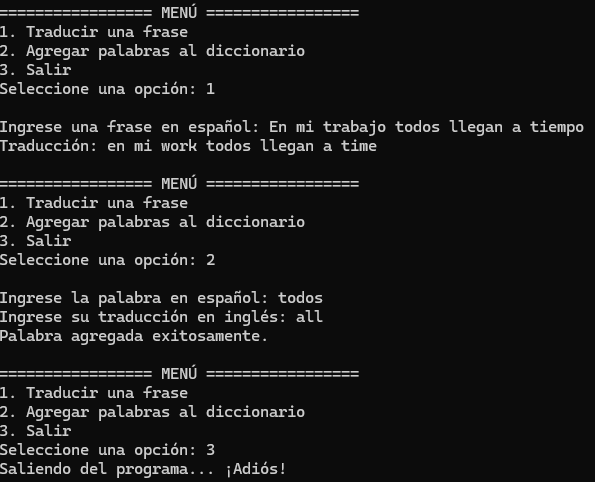 ================= MENÚ =================
1. Traducir una frase
2. Agregar palabras al diccionario
3. Salir
Seleccione una opción: 1
Ingrese una frase en español: En mi trabajo todos llegan a tiempo
Traducción: en mi work todos llegan a time
================= MENÚ =================
1. Traducir una frase
2. Agregar palabras al diccionario
3. Salir
Seleccione una opción: 2
Ingrese la palabra en español: todos
Ingrese su traducción en inglés: all
Palabra agregada exitosamente.
================= MENÚ =================
1. Traducir una frase
2. Agregar palabras al diccionario
3. Salir
Seleccione una opción: 3
Saliendo del programa... ¡Adiós!